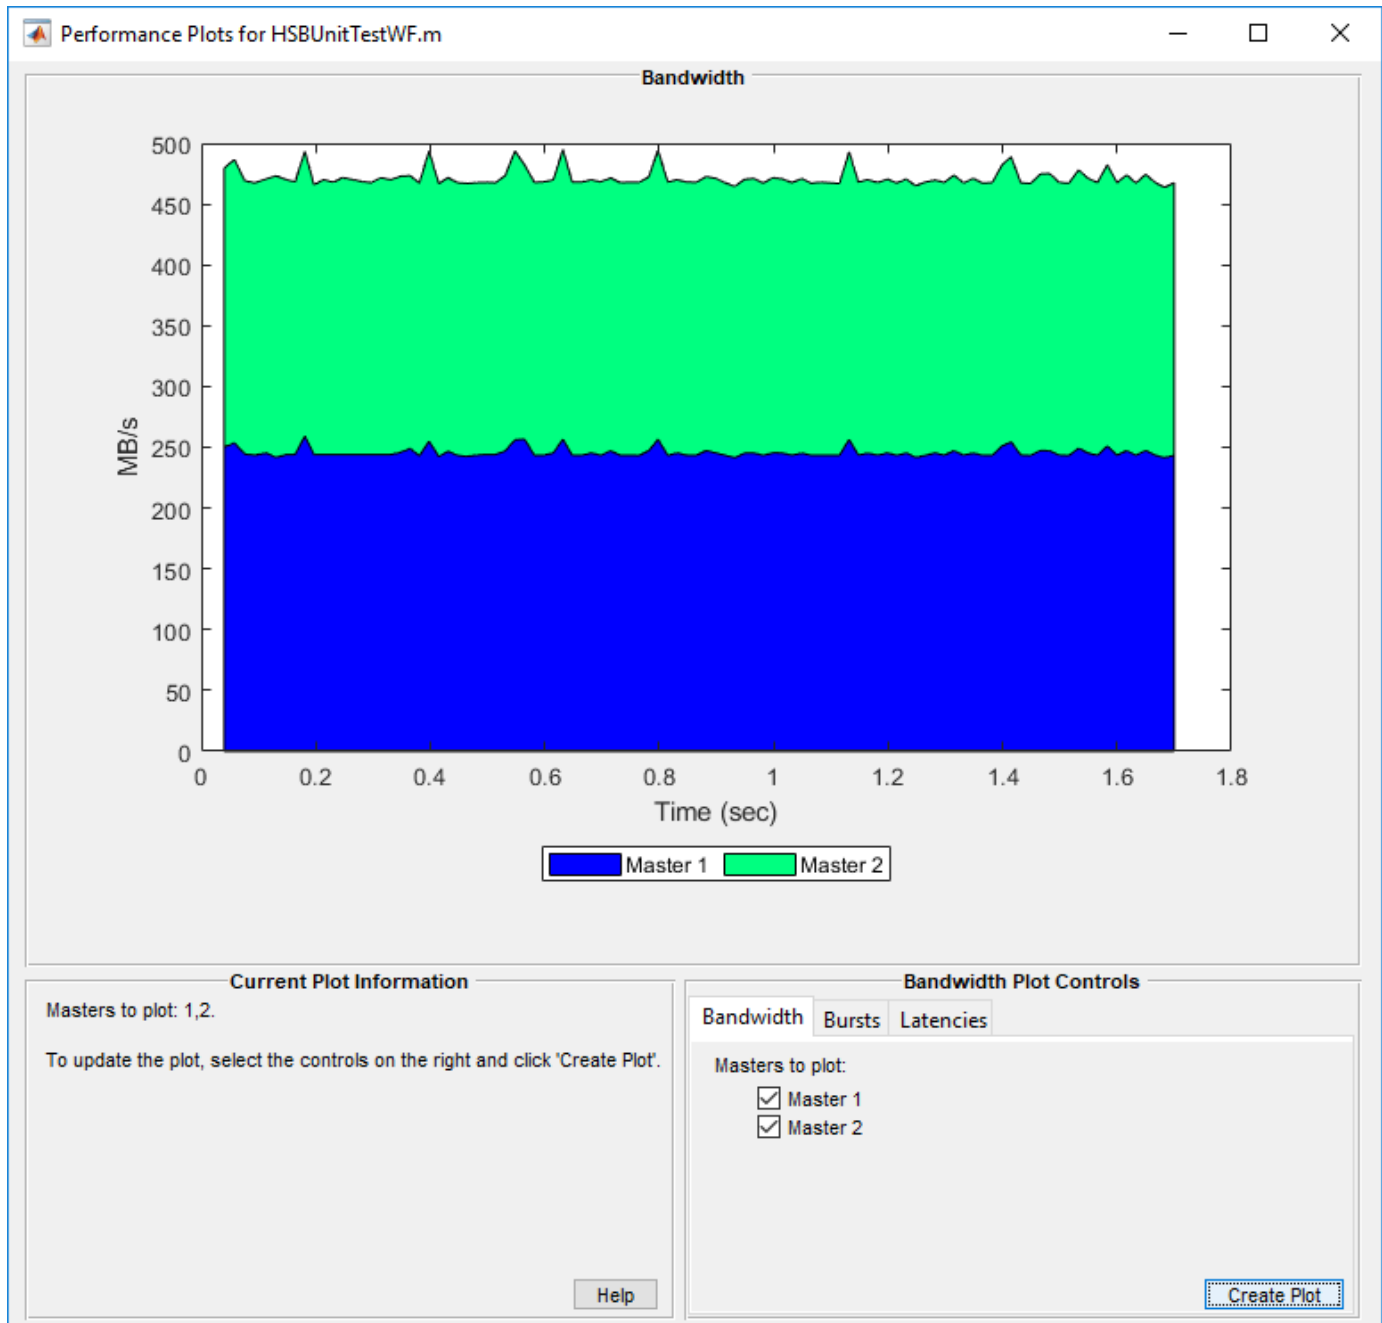 Performance Plots for HSBUnitTestWF.m
Bandwidth
500
450
400
350
300
250
200
150
100
50
0
MB/s
0 0.2 0.4 0.6 0.8 1 1.2 1.4 1.6 1.8
Time (sec)
Master 1 Master 2
Current Plot Information
Masters to plot: 1,2.
To update the plot, select the controls on the right and click 'Create Plot'.
Help
Bandwidth Plot Controls
Bandwidth Bursts Latencies
Masters to plot:
Master 1
Master 2
Create Plot